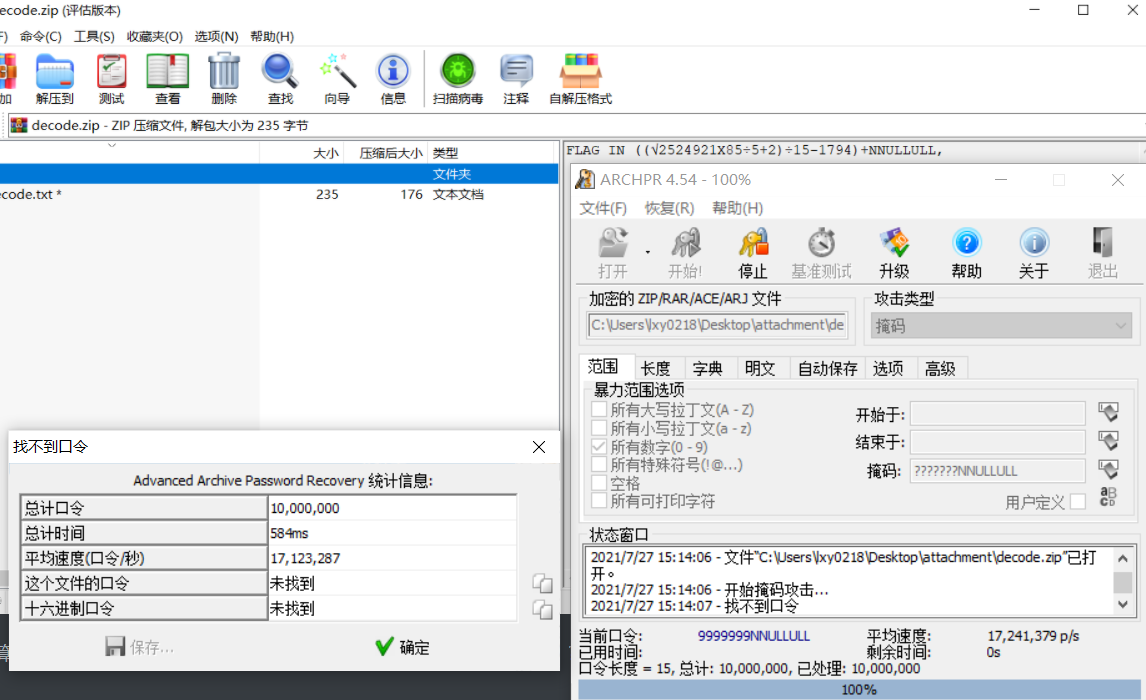 ecode.zip (评估版本)
F) 命令(C) 工具(S) 收藏夹(O) 选项(N) 帮助(H)
加 解压到 测试 查看 删除 查找 向导 信息 扫描病毒 注释 自解压格式
decode.zip - ZIP 压缩文件, 解包大小为 235 字节
大小 压缩后大小 类型
文件夹
ecode.txt * 235 176 文本文档
FLAG IN ((√2524921X85÷5+2)÷15-1794)+NNULLULL,
ARCHPR 4.54 - 100%
文件(F) 恢复(R) 帮助(H)
打开 开始! 停止 基准测试 升级 帮助 关于 退出
加密的 ZIP/RAR/ACE/ARJ 文件
C:\Users\lxy0218\Desktop\attachment\de
攻击类型
掩码
范围 长度 字典 明文 自动保存 选项 高级
暴力范围选项
所有大写拉丁文(A - Z)
所有小写拉丁文(a - z)
所有数字(0 - 9)
所有特殊符号(!@...)
空格
所有可打印字符
开始于:
结束于:
掩码: ???????NNULLULL
用户定义
状态窗口
2021/7/27 15:14:06 - 文件“C:\Users\lxy0218\Desktop\attachment\decode.zip”已打
开。
2021/7/27 15:14:06 - 开始掩码攻击...
2021/7/27 15:14:07 - 找不到口令
当前口令: 9999999NNULLULL 平均速度: 17,241,379 p/s
已用时间: 剩余时间: 0s
口令长度 = 15, 总计: 10,000,000, 已处理: 10,000,000
100%
找不到口令
Advanced Archive Password Recovery 统计信息:
总计口令 10,000,000
总计时间 584ms
平均速度(口令/秒) 17,123,287
这个文件的口令 未找到
十六进制口令 未找到
保存... 确定